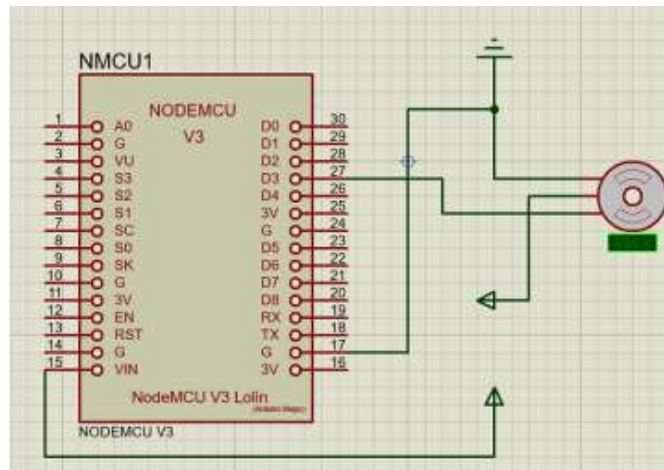 NMCU1
NODEMCU
V3
1 A0 D0 30
2 G D1 29
3 VU D2 28
4 S3 D3 27
5 S2 D4 26
6 S1 3V 25
7 SC G 24
8 S0 D5 23
9 SK D6 22
10 G D7 21
11 3V D8 20
12 EN RX 19
13 RST TX 18
14 G G 17
15 VIN 3V 16
NodeMCU V3 Lolin
NODEMCU V3